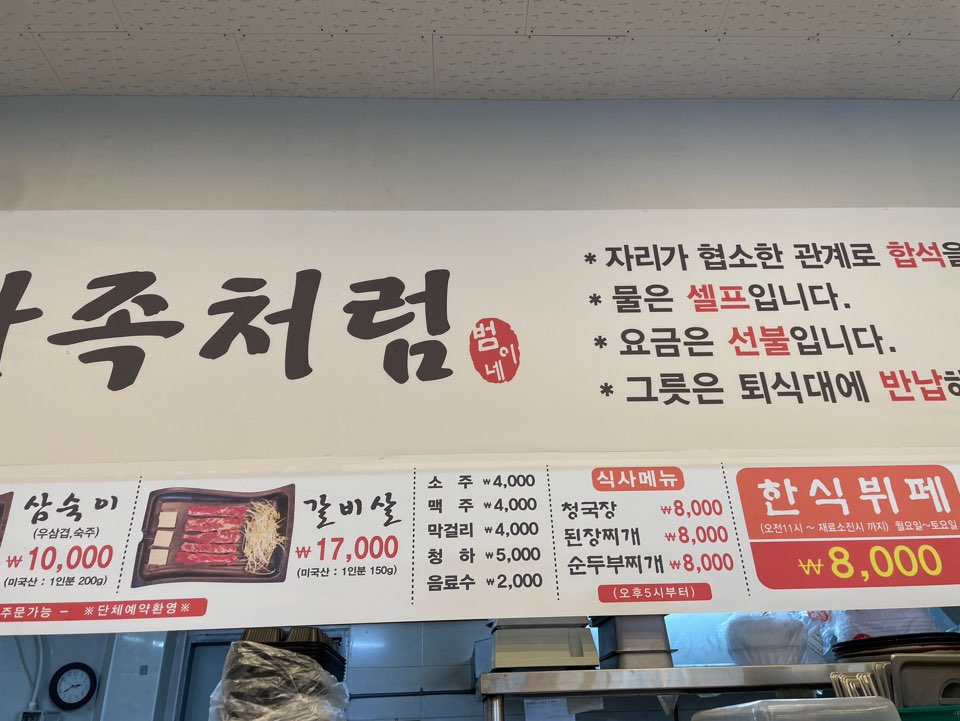 족처럼
범이네
* 자리가 협소한 관계로 합석을
* 물은 셀프입니다.
* 요금은 선불입니다.
* 그릇은 퇴식대에 반납
삼숙이
(우삼겹,숙주)
₩10,000
(미국산 : 1인분 200g)
갈비살
₩17,000
(미국산 : 1인분 150g)
소주 ₩4,000
맥주 ₩4,000
막걸리 ₩4,000
청하 ₩5,000
음료수 ₩2,000
식사메뉴
청국장 ₩8,000
된장찌개 ₩8,000
순두부찌개 ₩8,000
(오후5시부터)
한식뷔페
(오전11시 ~ 재료소진시 까지) 월요일~토요일
₩8,000
주문가능 - ※단체예약환영※